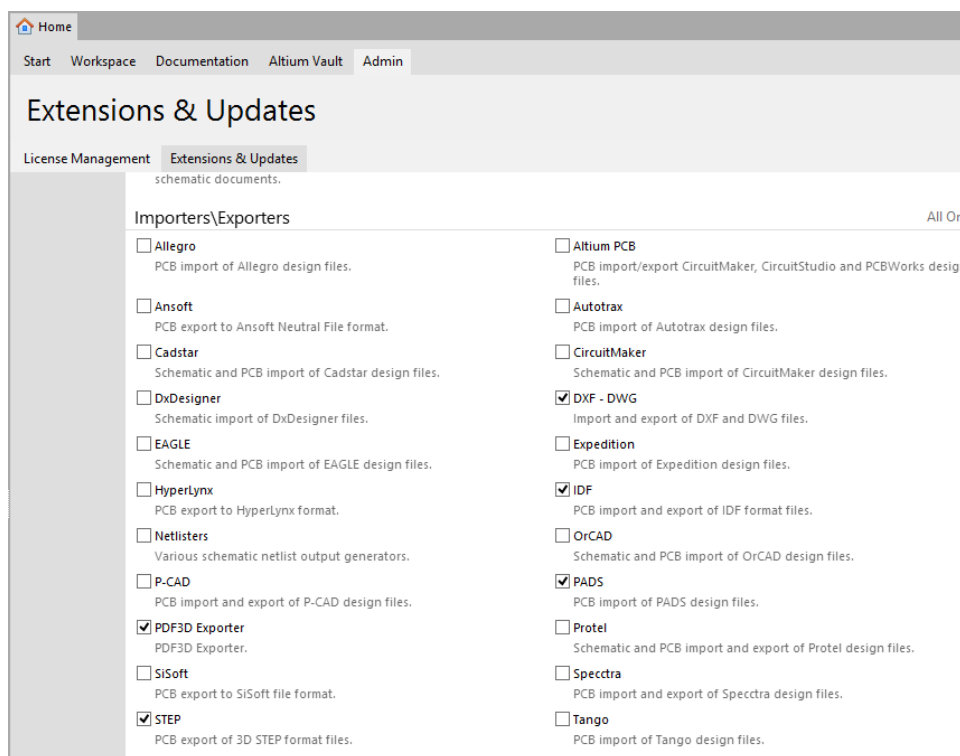 Home
Start Workspace Documentation Altium Vault Admin
Extensions & Updates
License Management Extensions & Updates
schematic documents.
Importers\Exporters All Or
Allegro
PCB import of Allegro design files.
Altium PCB
PCB import/export CircuitMaker, CircuitStudio and PCBWorks desig
files.
Ansoft
PCB export to Ansoft Neutral File format.
Autotrax
PCB import of Autotrax design files.
Cadstar
Schematic and PCB import of Cadstar design files.
CircuitMaker
Schematic and PCB import of CircuitMaker design files.
DxDesigner
Schematic import of DxDesigner files.
DXF - DWG
Import and export of DXF and DWG files.
EAGLE
Schematic and PCB import of EAGLE design files.
Expedition
PCB import of Expedition design files.
HyperLynx
PCB export to HyperLynx format.
IDF
PCB import and export of IDF format files.
Netlisters
Various schematic netlist output generators.
OrCAD
Schematic and PCB import of OrCAD design files.
P-CAD
PCB import and export of P-CAD design files.
PADS
PCB import of PADS design files.
PDF3D Exporter
PDF3D Exporter.
Protel
Schematic and PCB import and export of Protel design files.
SiSoft
PCB export to SiSoft file format.
Specctra
PCB import and export of Specctra design files.
STEP
PCB export of 3D STEP format files.
Tango
PCB import of Tango design files.